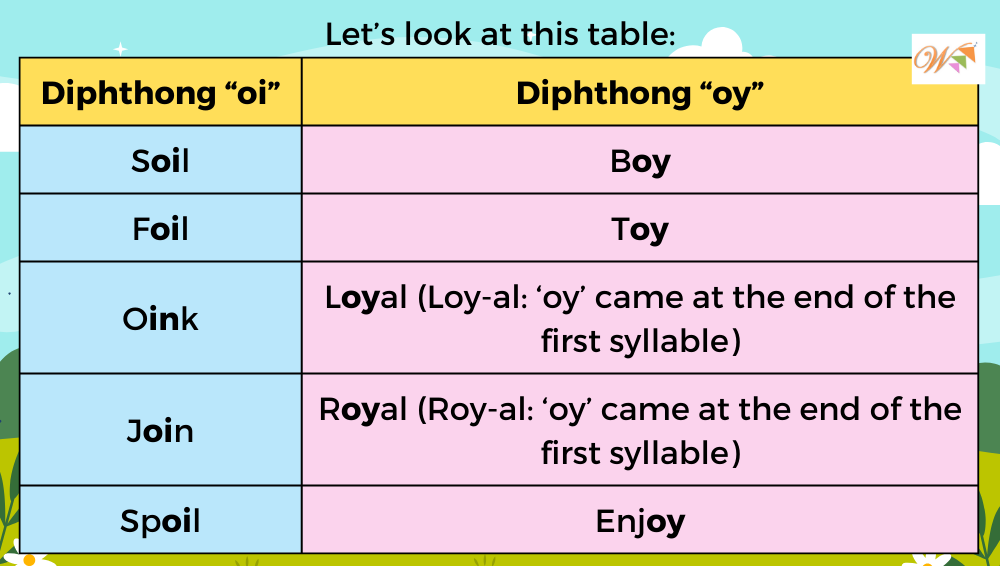 Let’s look at this table:
W
Diphthong “oi”
Diphthong “oy”
Soil
Boy
Foil
Toy
Oink
Loyal (Loy-al: ‘oy’ came at the end of the
first syllable)
Join
Royal (Roy-al: ‘oy’ came at the end of the
first syllable)
Spoil
Enjoy